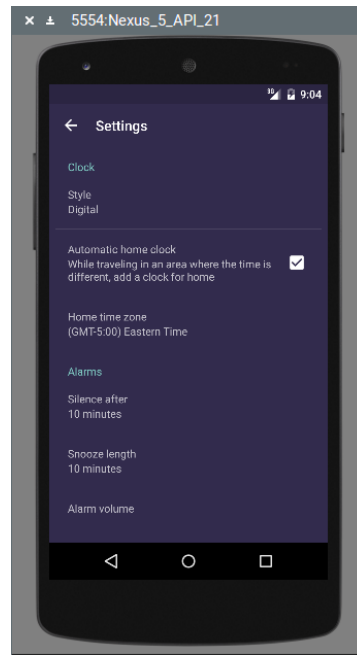 5554:Nexus_5_API_21
3G 9:04
Settings
Clock
Style
Digital
Automatic home clock
While traveling in an area where the time is
different, add a clock for home
Home time zone
(GMT-5:00) Eastern Time
Alarms
Silence after
10 minutes
Snooze length
10 minutes
Alarm volume